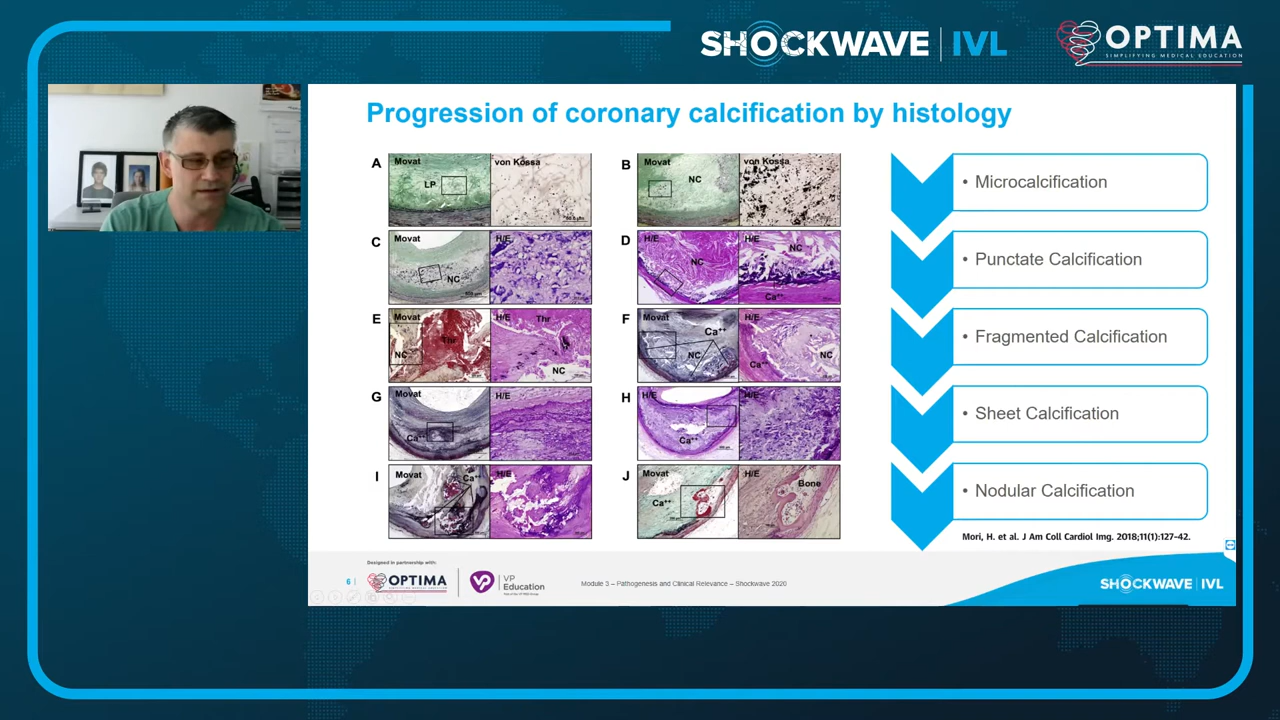 SHOCKWAVE | IVL
OPTIMA
SIMPLIFYING MEDICAL EDUCATION
Progression of coronary calcification by histology
A Movat LP von Kossa
B Movat NC von Kossa
C Movat NC H/E
D H/E NC H/E NC Ca++
E Movat NC Thr H/E Thr NC
F Movat Ca++ NC H/E Ca++ NC
G Movat Ca++ H/E
H H/E Ca++ H/E
I Movat Ca++ H/E
J Movat Ca++ H/E Bone
• Microcalcification
• Punctate Calcification
• Fragmented Calcification
• Sheet Calcification
• Nodular Calcification
Mori, H. et al. J Am Coll Cardiol Img. 2018;11(1):127-42.
Designed in partnership with:
6 |
OPTIMA
SIMPLIFYING MEDICAL EDUCATION
VP
Education
Module 3 – Pathogenesis and Clinical Relevance – Shockwave 2020
SHOCKWAVE | IVL